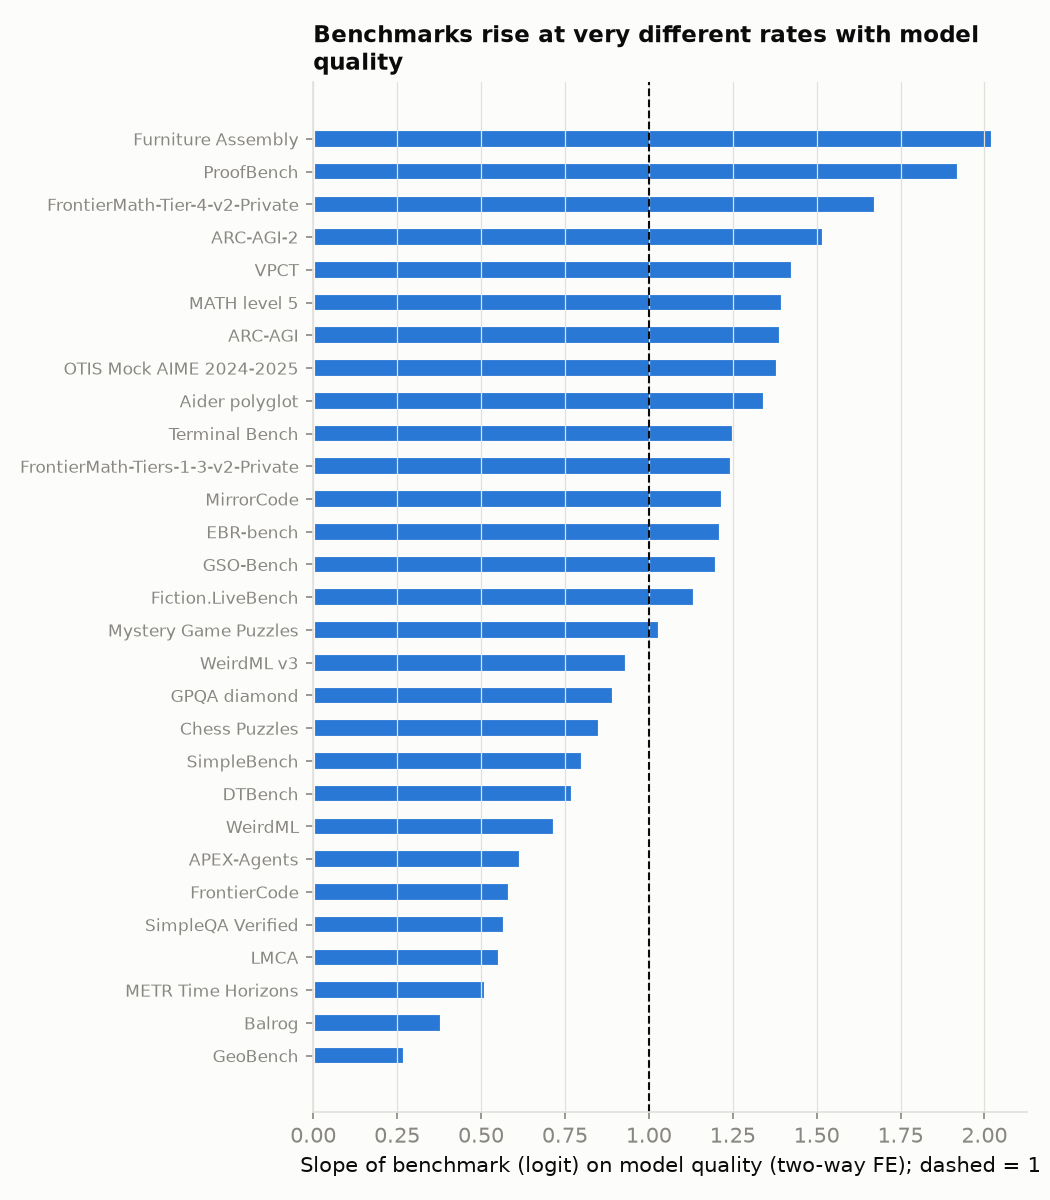 Benchmarks rise at very different rates with model
quality
Furniture Assembly
ProofBench
FrontierMath-Tier-4-v2-Private
ARC-AGI-2
VPCT
MATH level 5
ARC-AGI
OTIS Mock AIME 2024-2025
Aider polyglot
Terminal Bench
FrontierMath-Tiers-1-3-v2-Private
MirrorCode
EBR-bench
GSO-Bench
Fiction.LiveBench
Mystery Game Puzzles
WeirdML v3
GPQA diamond
Chess Puzzles
SimpleBench
DTBench
WeirdML
APEX-Agents
FrontierCode
SimpleQA Verified
LMCA
METR Time Horizons
Balrog
GeoBench
0.00 0.25 0.50 0.75 1.00 1.25 1.50 1.75 2.00
Slope of benchmark (logit) on model quality (two-way FE); dashed = 1